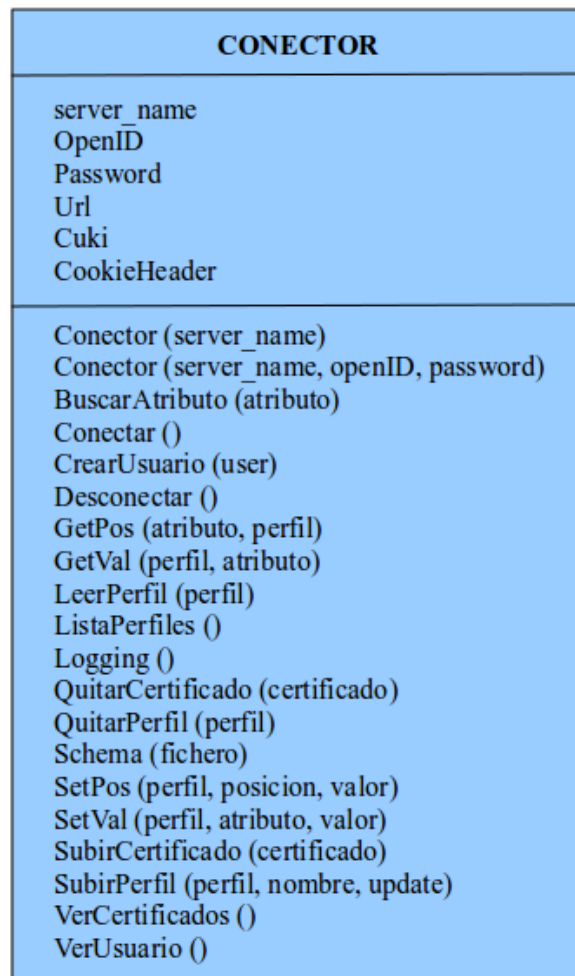 CONECTOR
server_name
OpenID
Password
Url
Cuki
CookieHeader
Conector (server_name)
Conector (server_name, openID, password)
BuscarAtributo (atributo)
Conectar ()
CrearUsuario (user)
Desconectar ()
GetPos (atributo, perfil)
GetVal (perfil, atributo)
LeerPerfil (perfil)
ListaPerfiles ()
Logging ()
QuitarCertificado (certificado)
QuitarPerfil (perfil)
Schema (fichero)
SetPos (perfil, posicion, valor)
SetVal (perfil, atributo, valor)
SubirCertificado (certificado)
SubirPerfil (perfil, nombre, update)
VerCertificados ()
VerUsuario ()